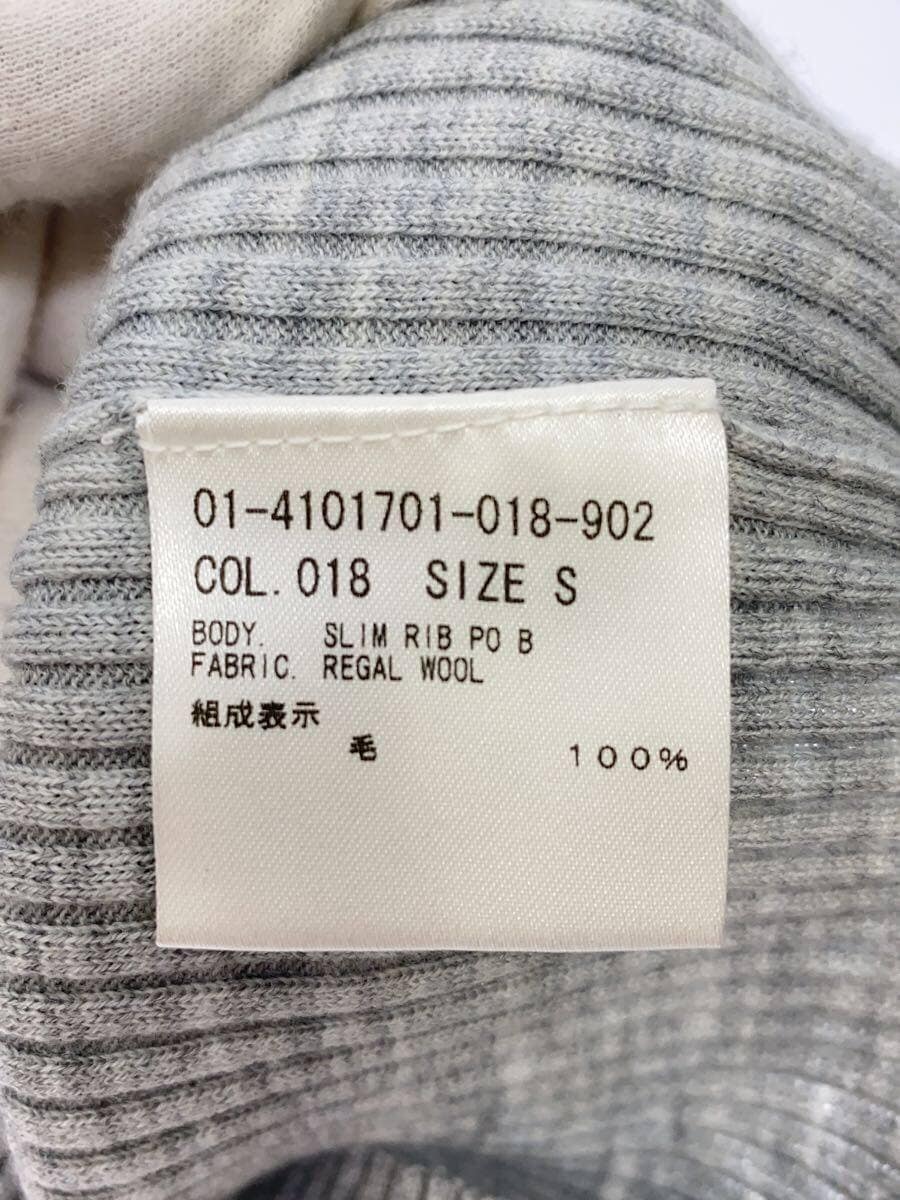 01-4101701-018-902
COL. 018 SIZE S
BODY. SLIM RIB PO B
FABRIC. REGAL WOOL
組成表示
毛 100%